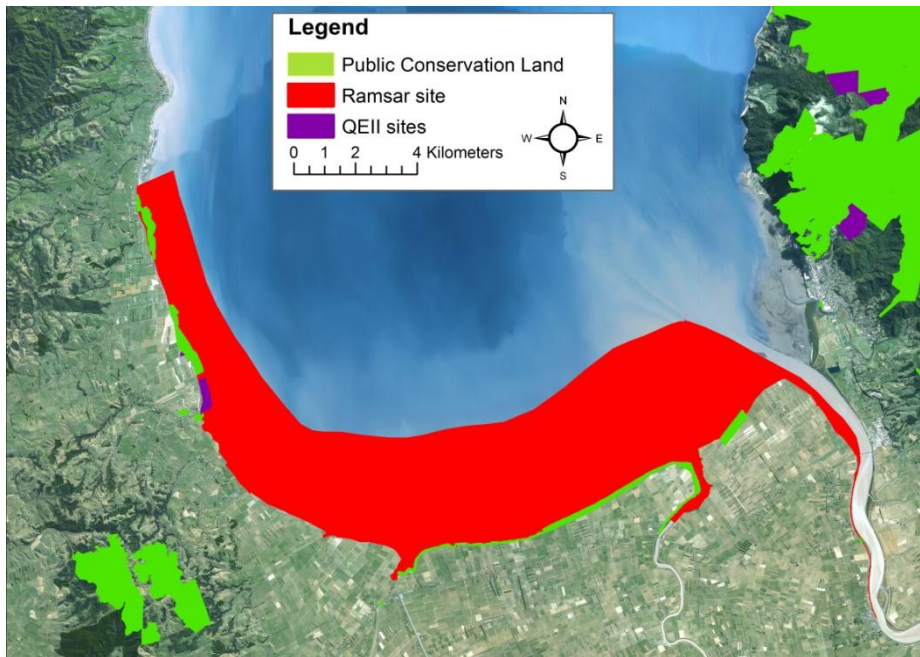 Legend
Public Conservation Land
Ramsar site
QEII sites
0 1 2 4 Kilometers
N
W E
S